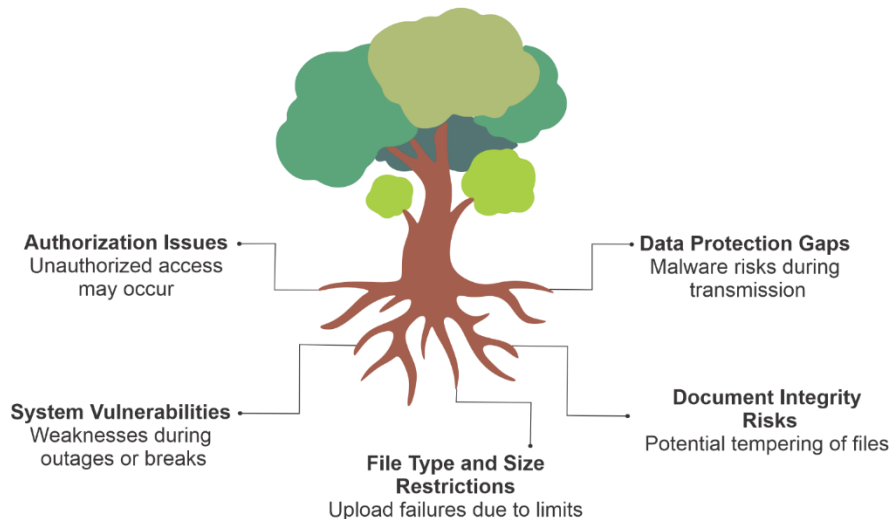 Authorization Issues
Unauthorized access
may occur
Data Protection Gaps
Malware risks during
transmission
System Vulnerabilities
Weaknesses during
outages or breaks
Document Integrity
Risks
Potential tempering of files
File Type and Size
Restrictions
Upload failures due to limits